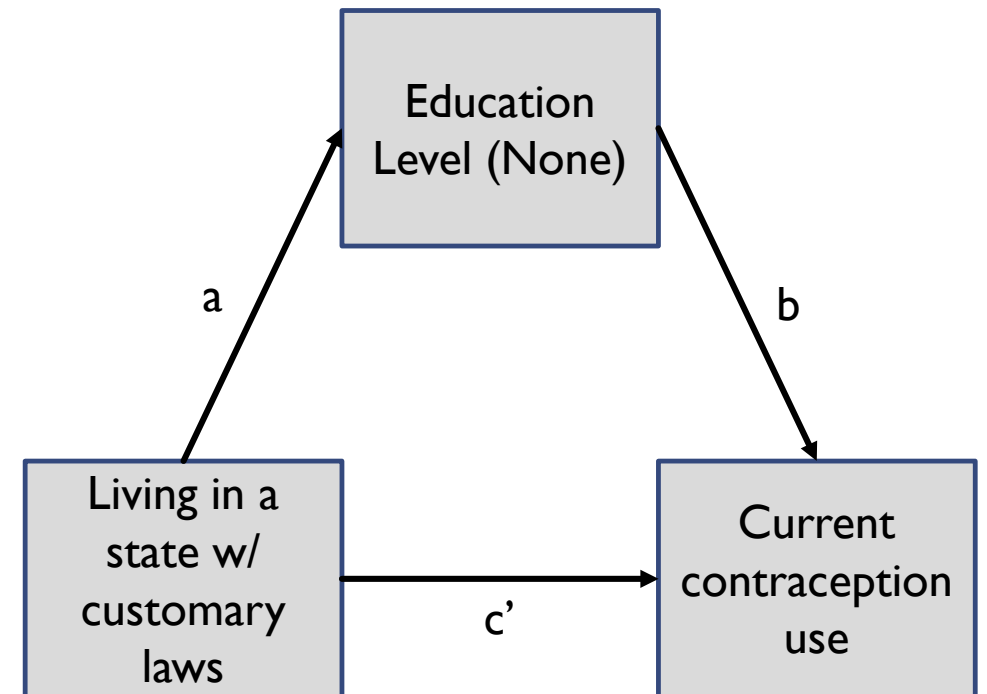 Education
Level (None)
a
b
Living in a
state w/
customary
laws
c’
Current
contraception
use